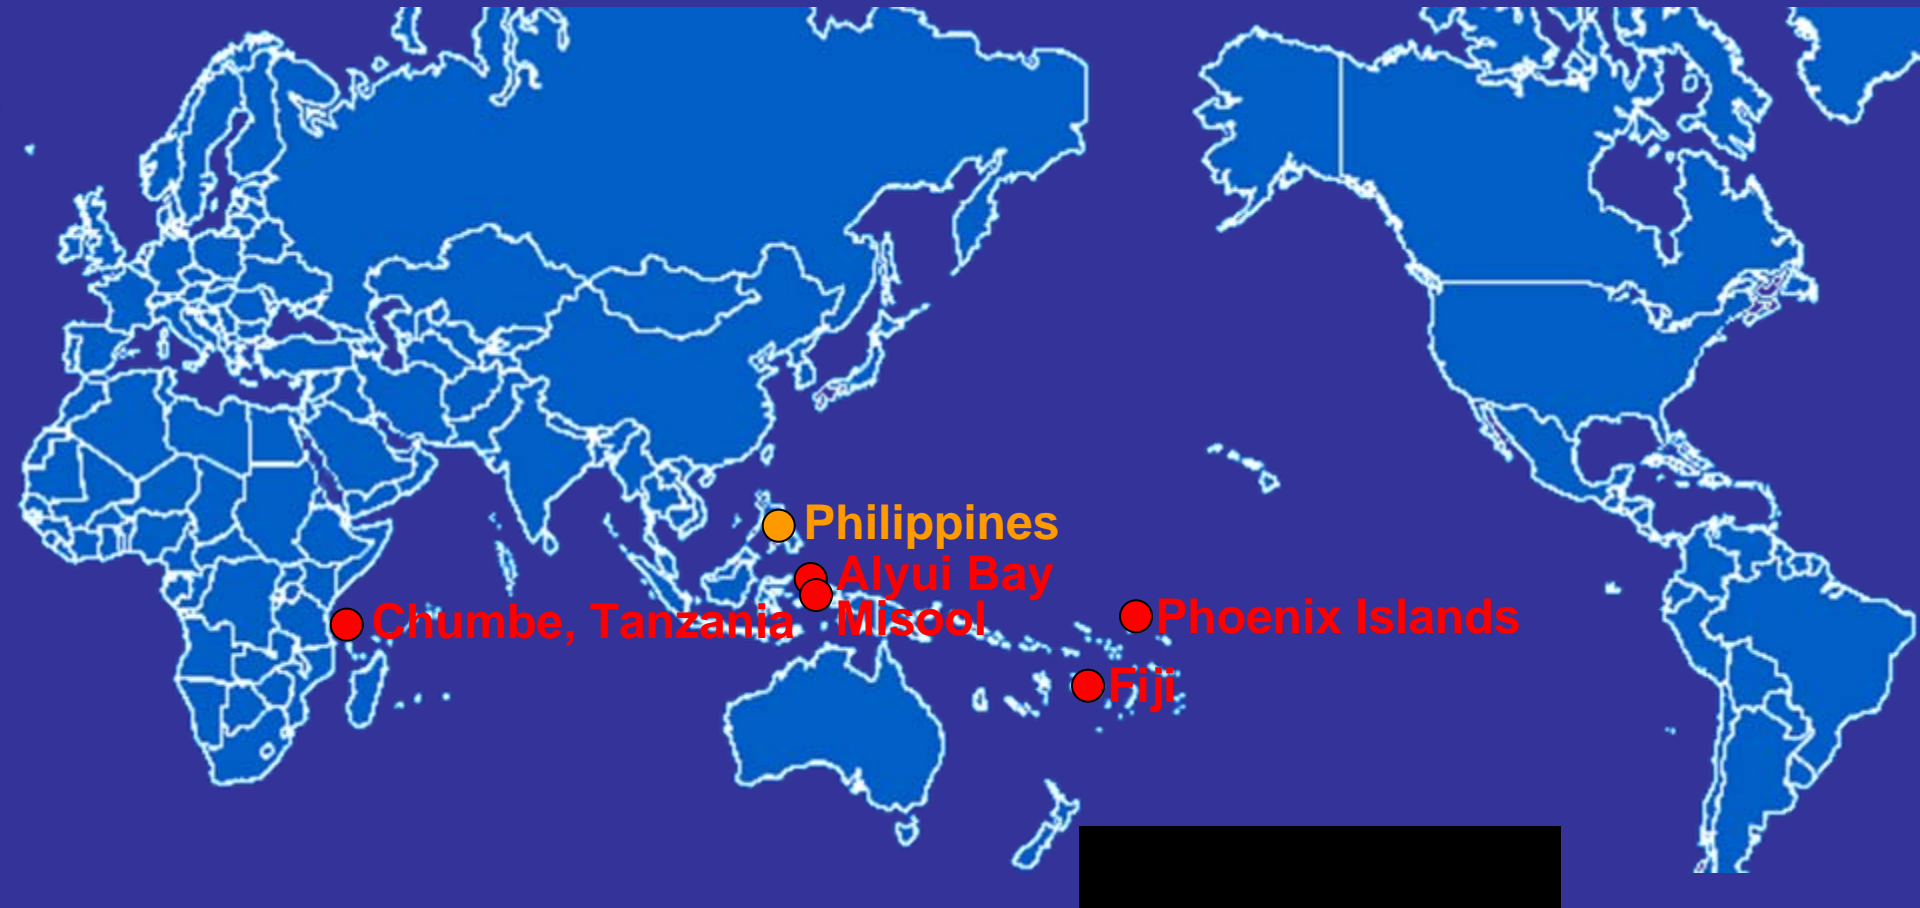 Philippines
Alyui Bay
Chumbe, Tanzania
Misool
Phoenix Islands
Fiji